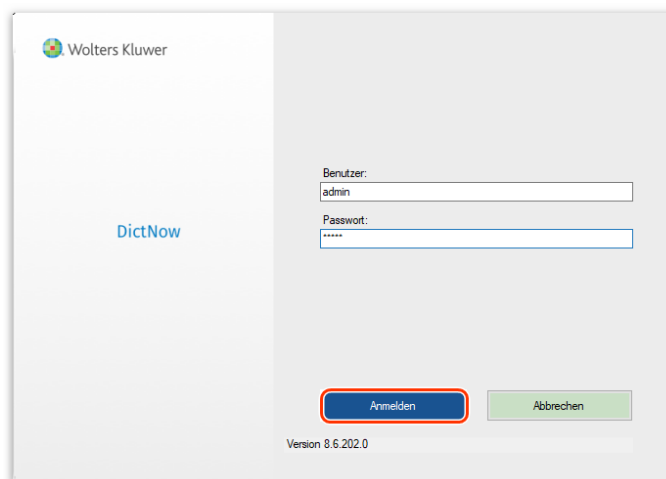 Wolters Kluwer
DictNow
Benutzer:
admin
Passwort:
*****
Anmelden
Abbrechen
Version 8.6.202.0